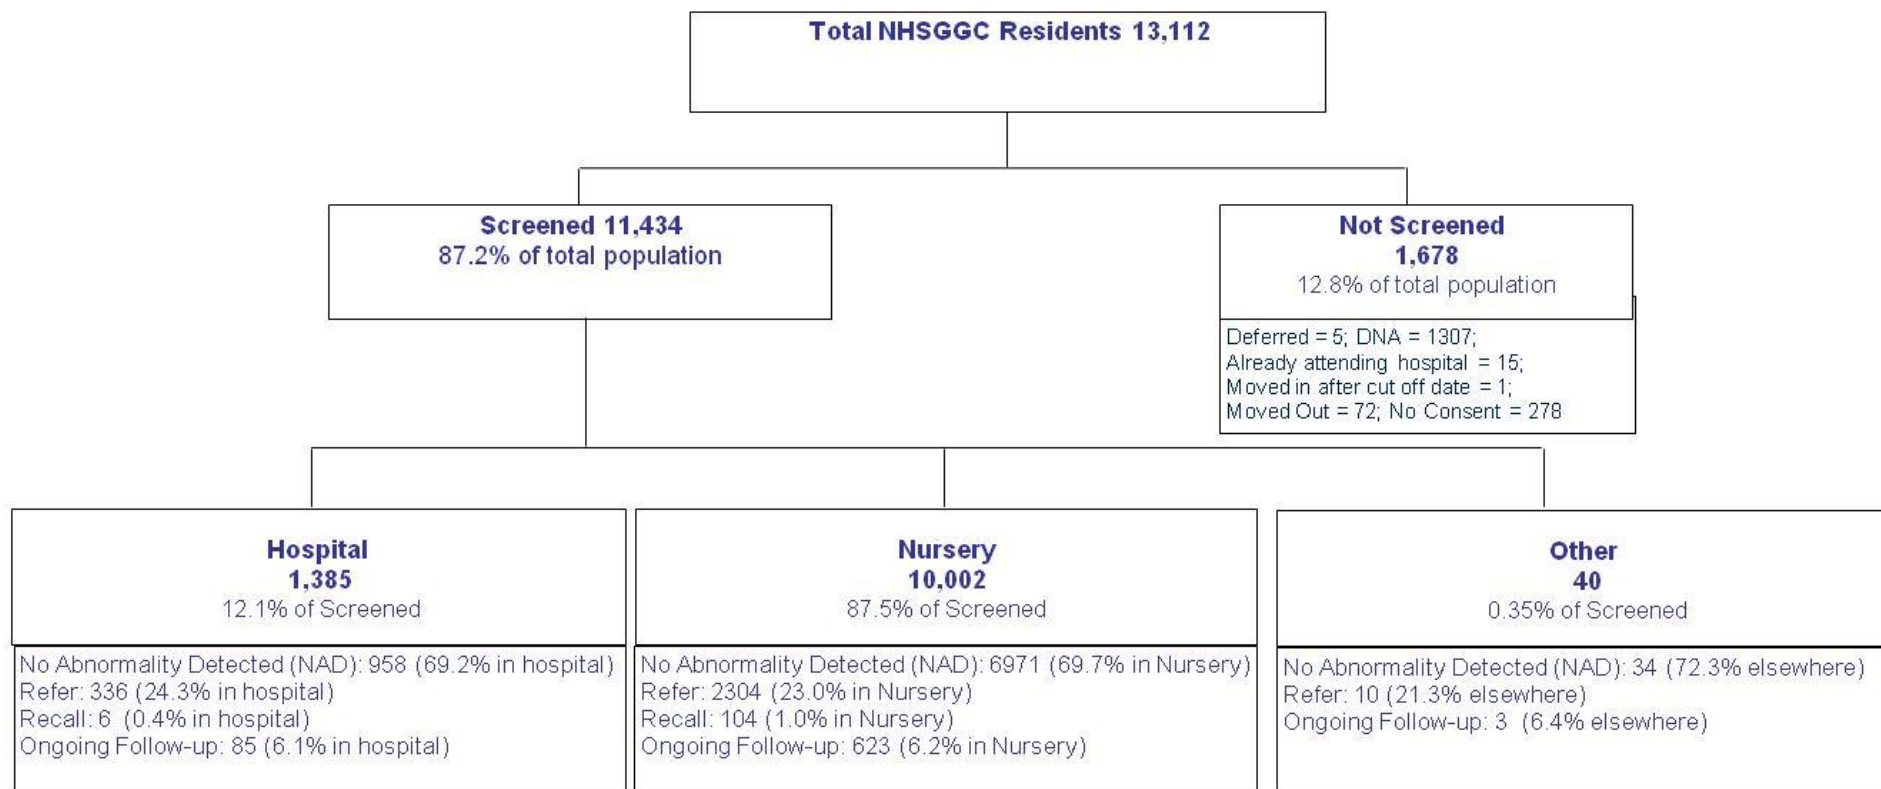 Total NHSGGC Residents 13,112
Screened 11,434
87.2% of total population
Not Screened
1,678
12.8% of total population
Deferred = 5; DNA = 1307;
Already attending hospital = 15;
Moved in after cut off date = 1;
Moved Out = 72; No Consent = 278
Hospital
1,385
12.1% of Screened
No Abnormality Detected (NAD): 958 (69.2% in hospital)
Refer: 336 (24.3% in hospital)
Recall: 6 (0.4% in hospital)
Ongoing Follow-up: 85 (6.1% in hospital)
Nursery
10,002
87.5% of Screened
No Abnormality Detected (NAD): 6971 (69.7% in Nursery)
Refer: 2304 (23.0% in Nursery)
Recall: 104 (1.0% in Nursery)
Ongoing Follow-up: 623 (6.2% in Nursery)
Other
40
0.35% of Screened
No Abnormality Detected (NAD): 34 (72.3% elsewhere)
Refer: 10 (21.3% elsewhere)
Ongoing Follow-up: 3 (6.4% elsewhere)